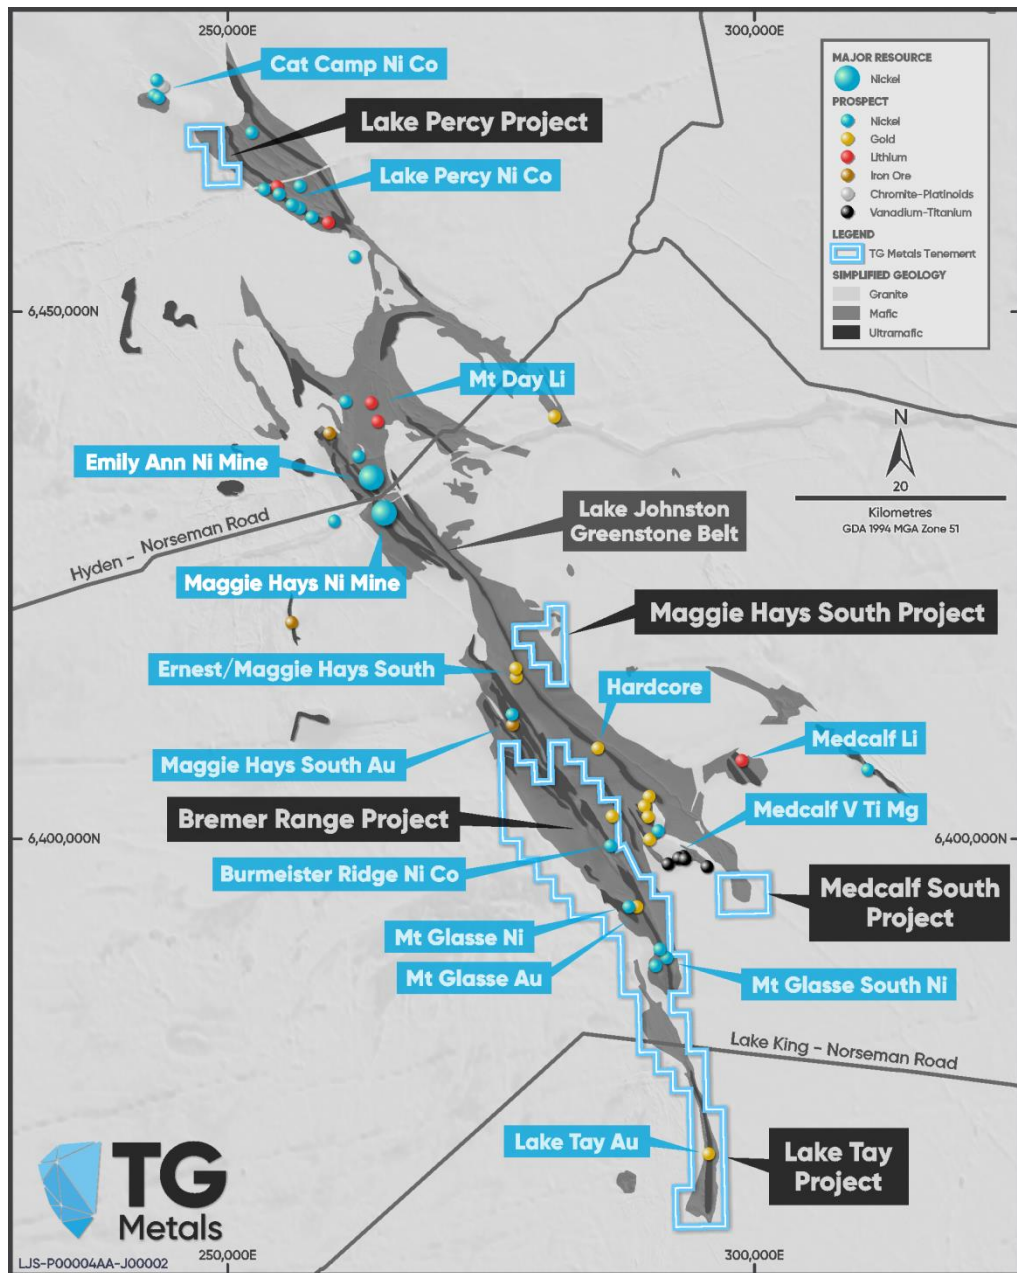 250,000E
300,000E
Cat Camp Ni Co
Lake Percy Project
Lake Percy Ni Co
MAJOR RESOURCE
Nickel
PROSPECT
Nickel
Gold
Lithium
Iron Ore
Chromite-Platinoids
Vanadium-Titanium
LEGEND
TG Metals Tenement
SIMPLIFIED GEOLOGY
Granite
Mafic
Ultramafic
6,450,000N
Mt Day Li
N
20
Kilometres
GDA 1994 MGA Zone 51
Emily Ann Ni Mine
Lake Johnston
Greenstone Belt
Hyden - Norseman Road
Maggie Hays Ni Mine
Maggie Hays South Project
Ernest/Maggie Hays South
Hardcore
Medcalf Li
Maggie Hays South Au
Medcalf V Ti Mg
Bremer Range Project
6,400,000N
6,400,000N
Burmeister Ridge Ni Co
Medcalf South
Project
Mt Glasse Ni
Mt Glasse Au
Mt Glasse South Ni
Lake King - Norseman Road
Lake Tay Au
Lake Tay
Project
TG
Metals
LJS-P00004AA-J00002
250,000E
300,000E